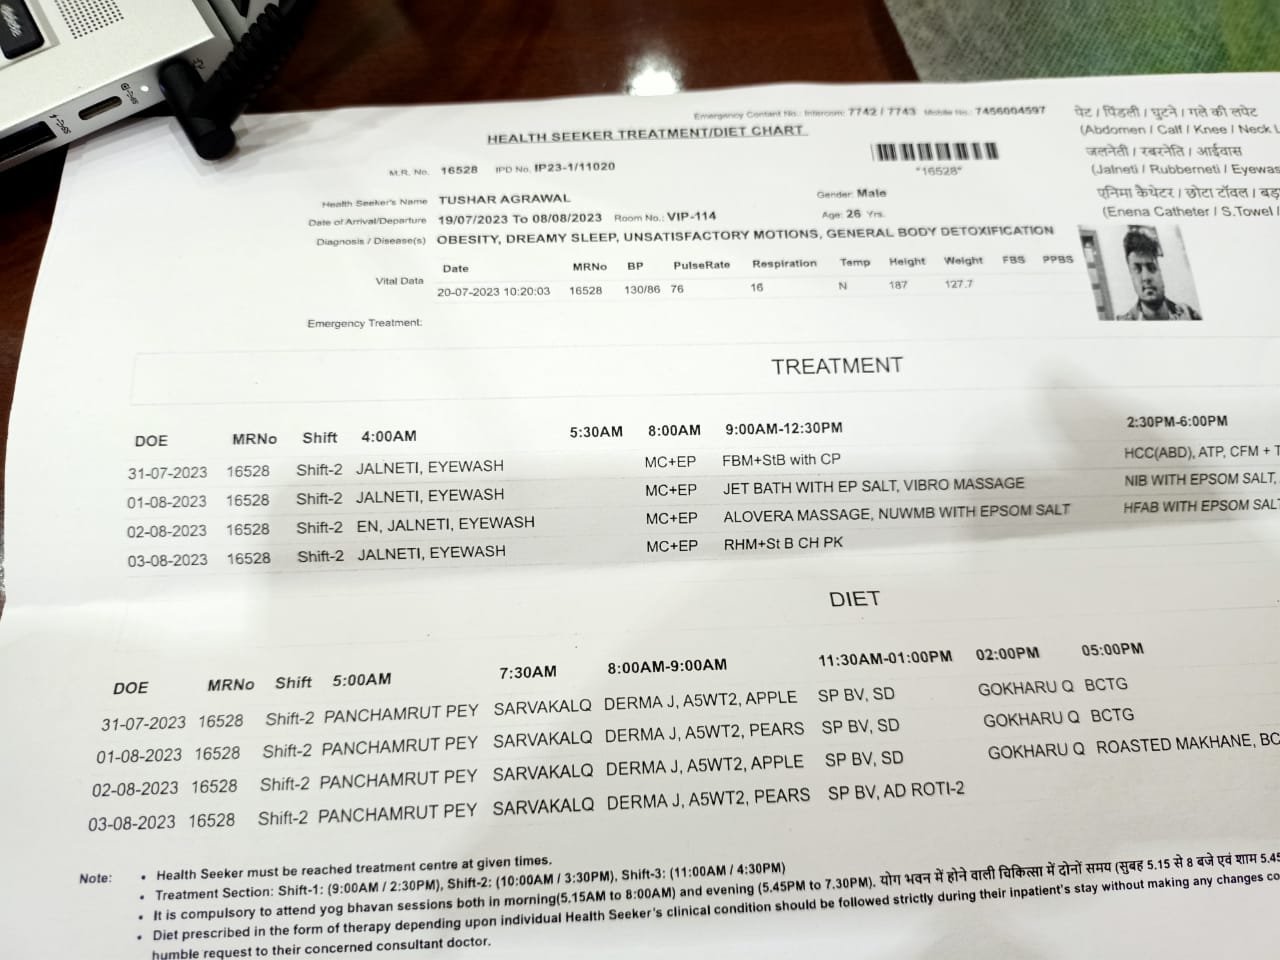 Emergency Contact No.: Intercom: 7742 / 7743 Mobile No.: 7456004597
HEALTH SEEKER TREATMENT/DIET CHART
पेट / पिंडली / घुटने / गले की लपेट
(Abdomen / Calf / Knee / Neck L
जलनेती / रबरनेति / आईवास
(Jalneti / Rubberneti / Eyewas
एनिमा कैथेटर / छोटा टॉवल / बड़
(Enena Catheter / S.Towel /
M.R. No. 16528 IPD No. IP23-1/11020
"16528"
Health Seeker's Name TUSHAR AGRAWAL Gender: Male
Date of Arrival/Departure 19/07/2023 To 08/08/2023 Room No.: VIP-114 Age: 26 Yrs.
Diagnosis / Disease(s) OBESITY, DREAMY SLEEP, UNSATISFACTORY MOTIONS, GENERAL BODY DETOXIFICATION
Vital Data Date MRNo BP PulseRate Respiration Temp Height Weight FBS PPBS
20-07-2023 10:20:03 16528 130/86 76 16 N 187 127.7
Emergency Treatment:
TREATMENT
DOE MRNo Shift 4:00AM 5:30AM 8:00AM 9:00AM-12:30PM 2:30PM-6:00PM
31-07-2023 16528 Shift-2 JALNETI, EYEWASH MC+EP FBM+StB with CP HCC(ABD), ATP, CFM + T
01-08-2023 16528 Shift-2 JALNETI, EYEWASH MC+EP JET BATH WITH EP SALT, VIBRO MASSAGE NIB WITH EPSOM SALT,
02-08-2023 16528 Shift-2 EN, JALNETI, EYEWASH MC+EP ALOVERA MASSAGE, NUWMB WITH EPSOM SALT HFAB WITH EPSOM SALT
03-08-2023 16528 Shift-2 JALNETI, EYEWASH MC+EP RHM+St B CH PK
DIET
DOE MRNo Shift 5:00AM 7:30AM 8:00AM-9:00AM 11:30AM-01:00PM 02:00PM 05:00PM
31-07-2023 16528 Shift-2 PANCHAMRUT PEY SARVAKALQ DERMA J, A5WT2, APPLE SP BV, SD GOKHARU Q BCTG
01-08-2023 16528 Shift-2 PANCHAMRUT PEY SARVAKALQ DERMA J, A5WT2, PEARS SP BV, SD GOKHARU Q BCTG
02-08-2023 16528 Shift-2 PANCHAMRUT PEY SARVAKALQ DERMA J, A5WT2, APPLE SP BV, SD GOKHARU Q ROASTED MAKHANE, BC
03-08-2023 16528 Shift-2 PANCHAMRUT PEY SARVAKALQ DERMA J, A5WT2, PEARS SP BV, AD ROTI-2
Note: • Health Seeker must be reached treatment centre at given times.
• Treatment Section: Shift-1: (9:00AM / 2:30PM), Shift-2: (10:00AM / 3:30PM), Shift-3: (11:00AM / 4:30PM)
• It is compulsory to attend yog bhavan sessions both in morning(5.15AM to 8:00AM) and evening (5.45PM to 7.30PM). योग भवन में होने वाली चिकित्सा में दोनों समय (सुबह 5.15 से 8 बजे एवं शाम 5.45
• Diet prescribed in the form of therapy depending upon individual Health Seeker's clinical condition should be followed strictly during their inpatient's stay without making any changes co
humble request to their concerned consultant doctor.